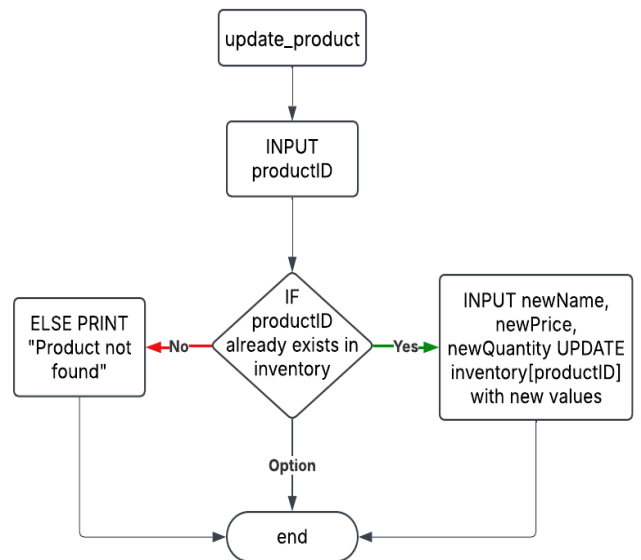 update_product
INPUT
productID
IF
productID
already exists in
inventory
ELSE PRINT
"Product not
found"
No
Yes
INPUT newName,
newPrice,
newQuantity UPDATE
inventory[productID]
with new values
Option
end